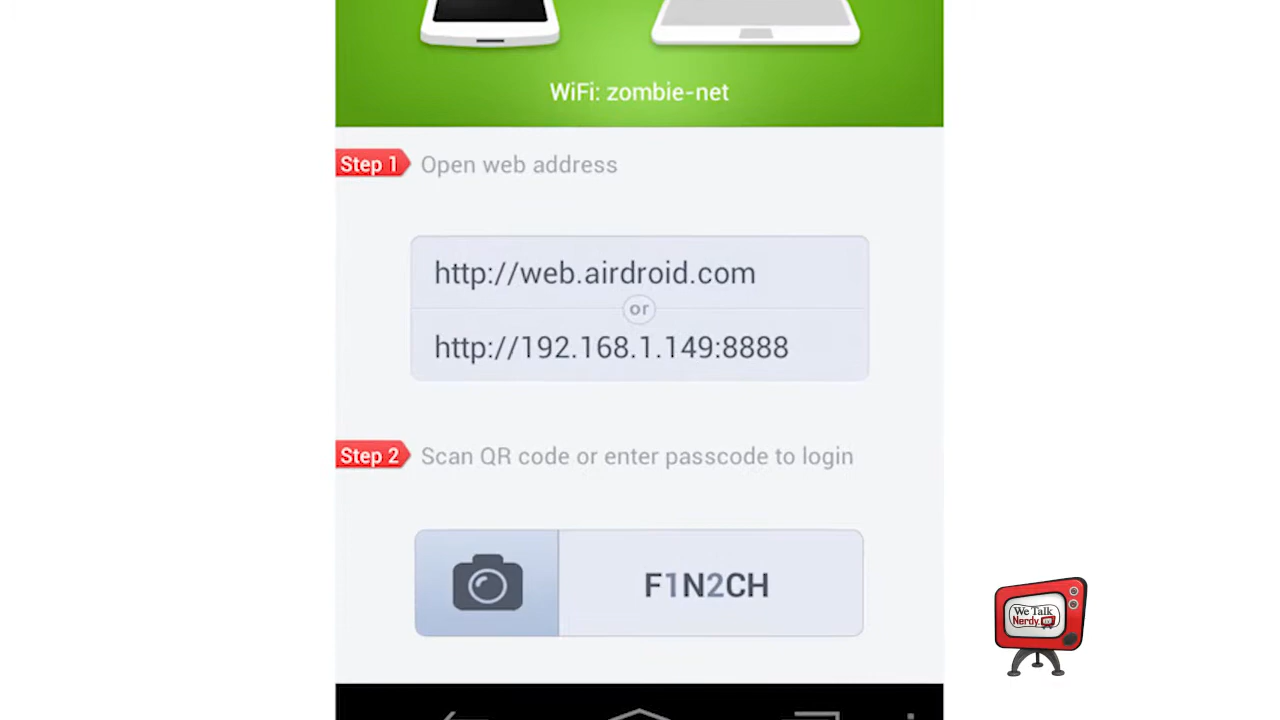 WiFi: zombie-net
Step 1 Open web address
http://web.airdroid.com
or
http://192.168.1.149:8888
Step 2 Scan QR code or enter passcode to login
F1N2CH
We Talk
Nerdy